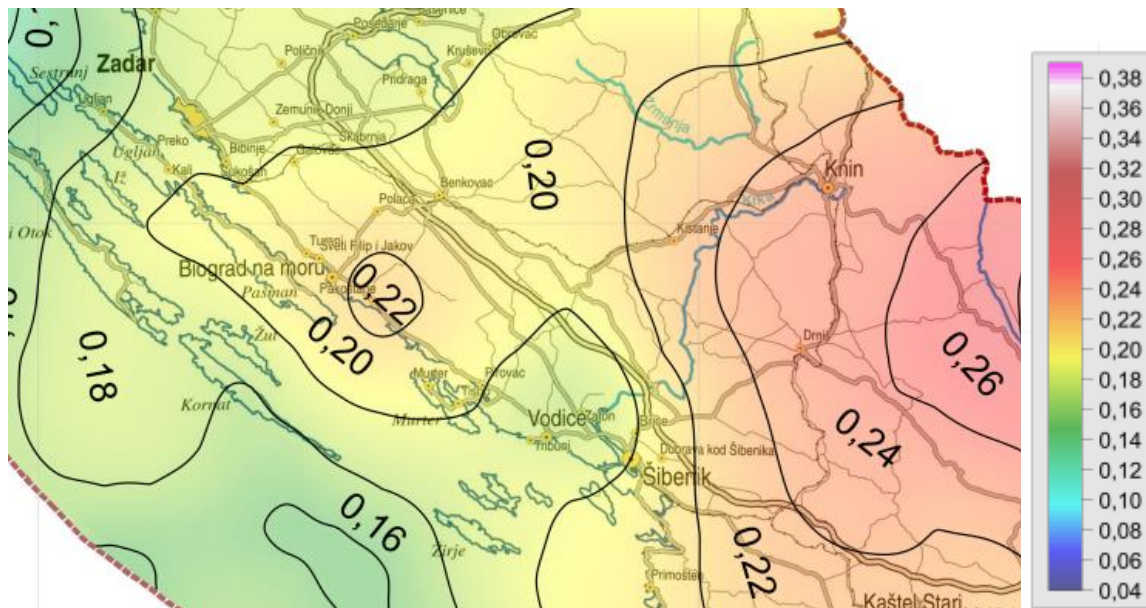 Posedarje
Obrovac
Poličnik
Kruševo
Zadar
Sestrunj
Pridraga
Ugljan
Zemunik Donji
Škabrnja
Zrmanja
Preko
Bibinje
Ugljan
Galovac
Kali
Sukošan
Iž
0,20
Knin
Benkovac
Polača
Krka
i Otok
Kistanje
Turanj
Sveti Filip i Jakov
Biograd na moru
Pakoštane
0,22
Pašman
Žut
0,20
Drniš
0,18
0,26
Murter
Tisno
Pirovac
Kornat
Murter
Vodice
Zaton
Bilice
Tribunj
0,24
Dubrava kod Šibenika
Šibenik
0,16
Žirje
0,22
Primošten
Kaštel Stari
0,38
0,36
0,34
0,32
0,30
0,28
0,26
0,24
0,22
0,20
0,18
0,16
0,14
0,12
0,10
0,08
0,06
0,04